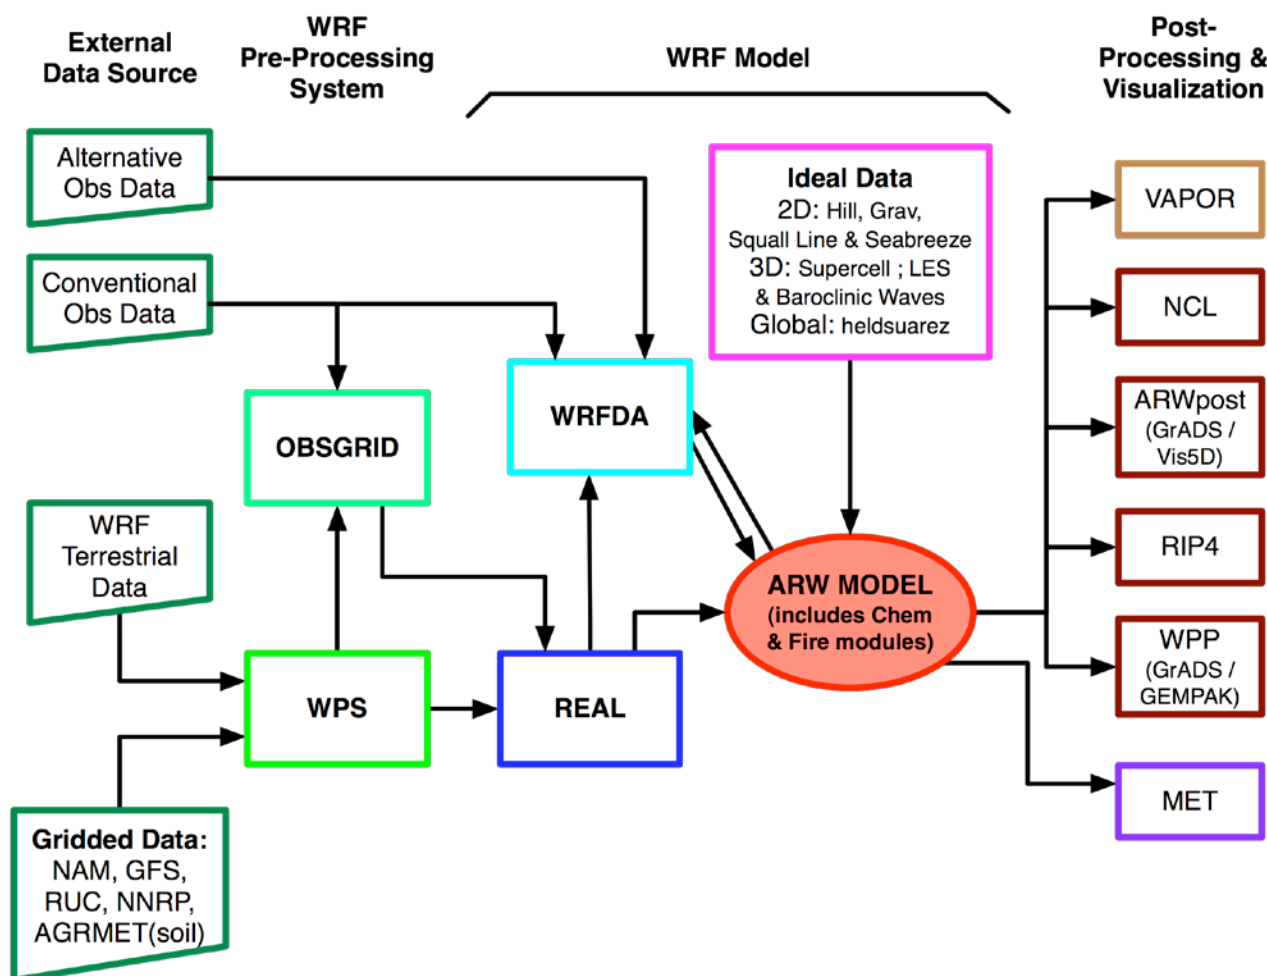 External
Data Source
WRF
Pre-Processing
System
WRF Model
Post-
Processing &
Visualization
Alternative
Obs Data
Conventional
Obs Data
WRF
Terrestrial
Data
Gridded Data:
NAM, GFS,
RUC, NNRP,
AGRMET(soil)
OBSGRID
WPS
WRFDA
REAL
Ideal Data
2D: Hill, Grav,
Squall Line & Seabreeze
3D: Supercell ; LES
& Baroclinic Waves
Global: heldsuarez
ARW MODEL
(includes Chem
& Fire modules)
VAPOR
NCL
ARWpost
(GrADS /
Vis5D)
RIP4
WPP
(GrADS /
GEMPAK)
MET